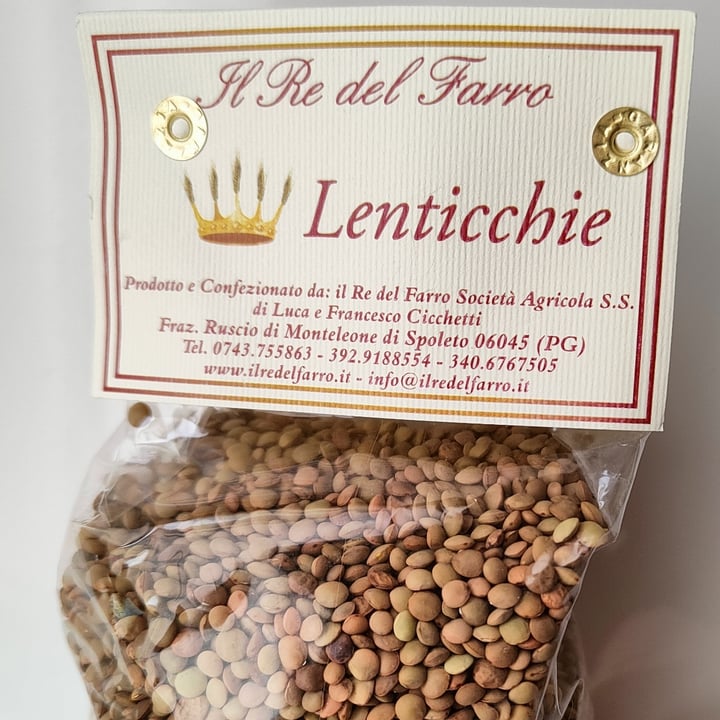 Il Re del Farro
Lenticchie
Prodotto e Confezionato da: il Re del Farro Società Agricola S.S.
di Luca e Francesco Cicchetti
Fraz. Ruscio di Monteleone di Spoleto 06045 (PG)
Tel. 0743.755863 - 392.9188554 - 340.6767505
www.ilredelfarro.it - info@ilredelfarro.it